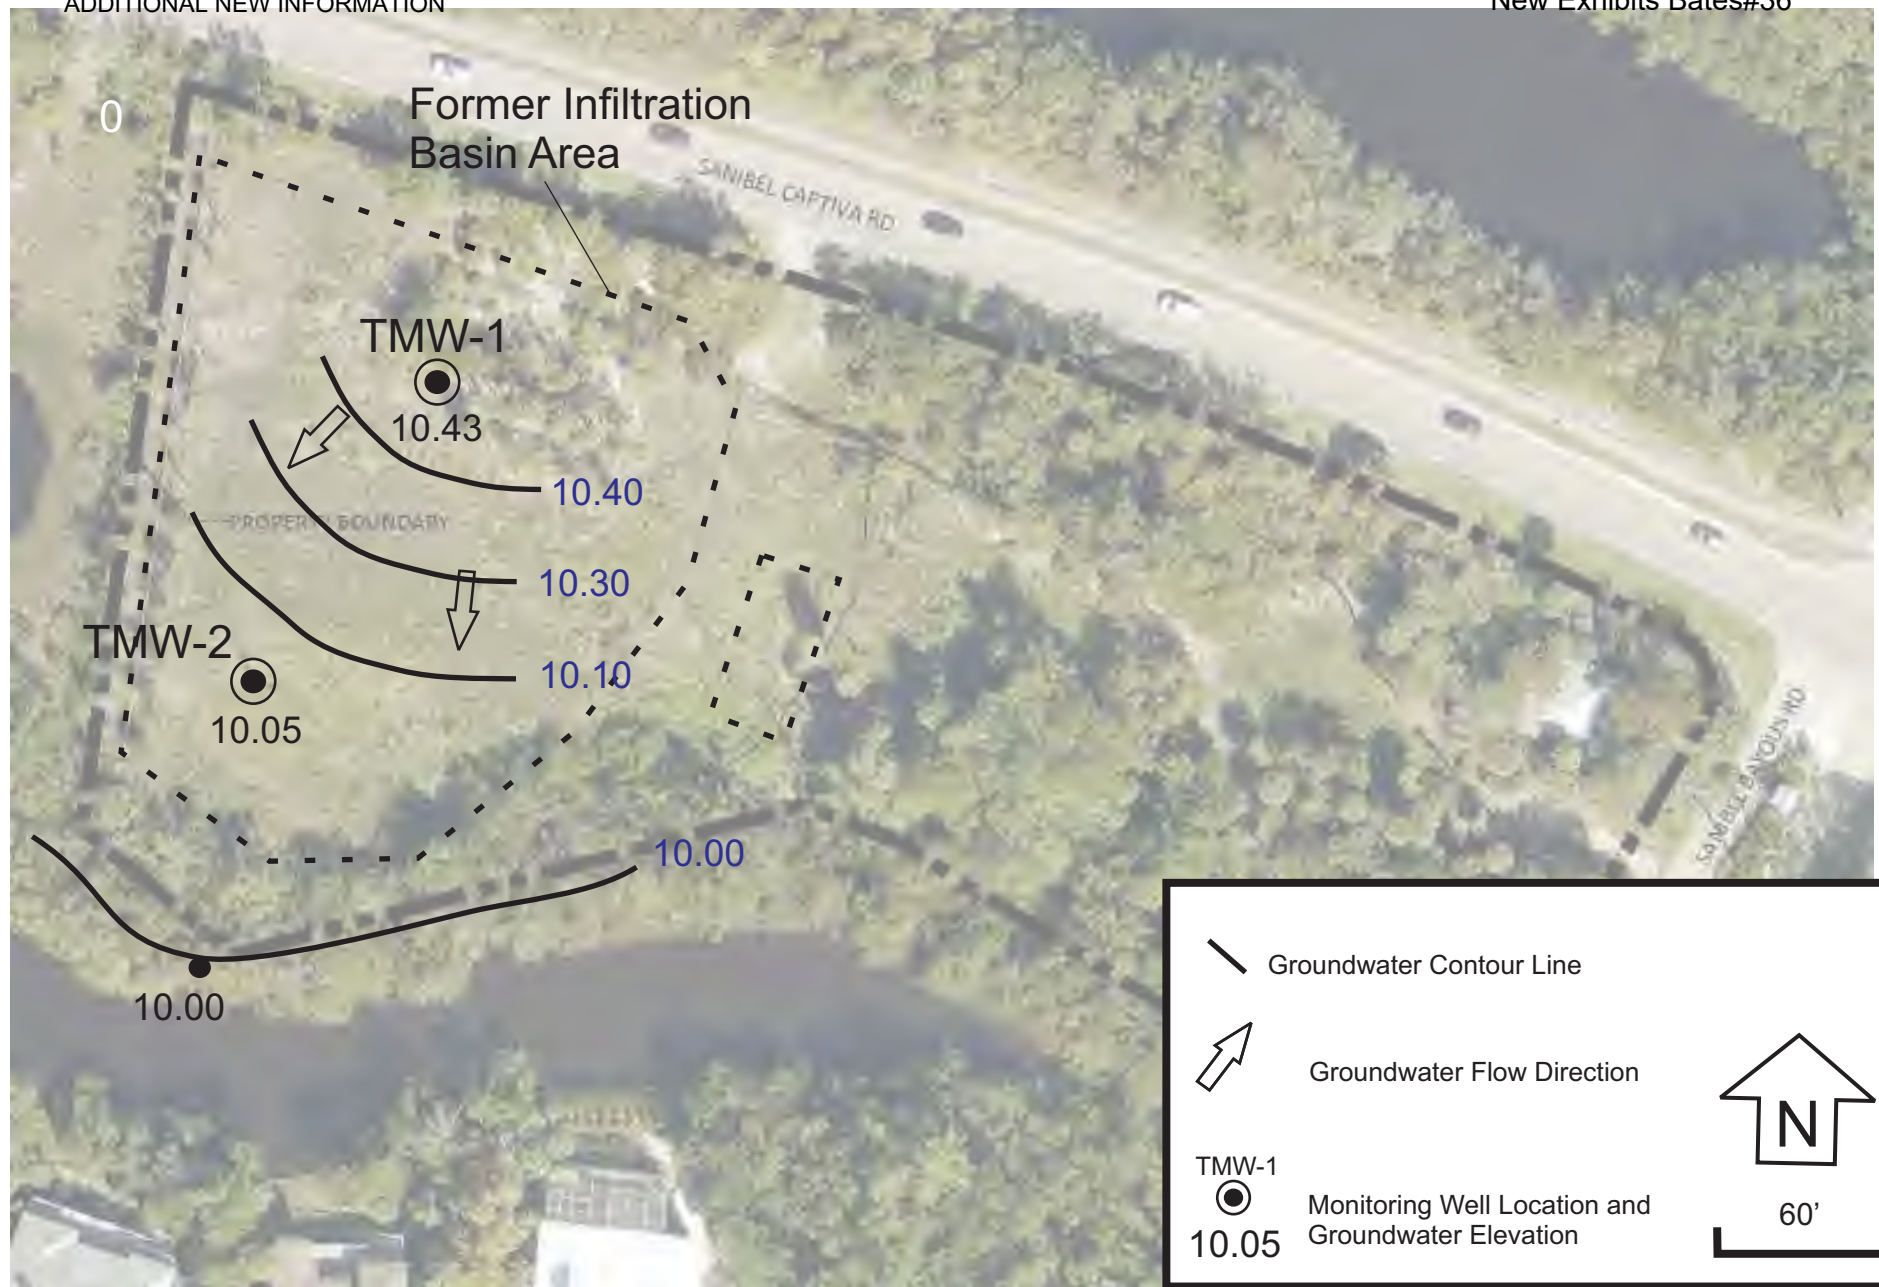 ADDITIONAL NEW INFORMATION
New Exhibits Bates#36
0
Former Infiltration
Basin Area
SANIBEL CAPTIVA RD
TMW-1
10.43
10.40
PROPERTY BOUNDARY
10.30
TMW-2
10.10
10.05
SANIBEL BAYOUS RD
10.00
10.00
Groundwater Contour Line
Groundwater Flow Direction
TMW-1
Monitoring Well Location and
Groundwater Elevation
10.05
N
60’